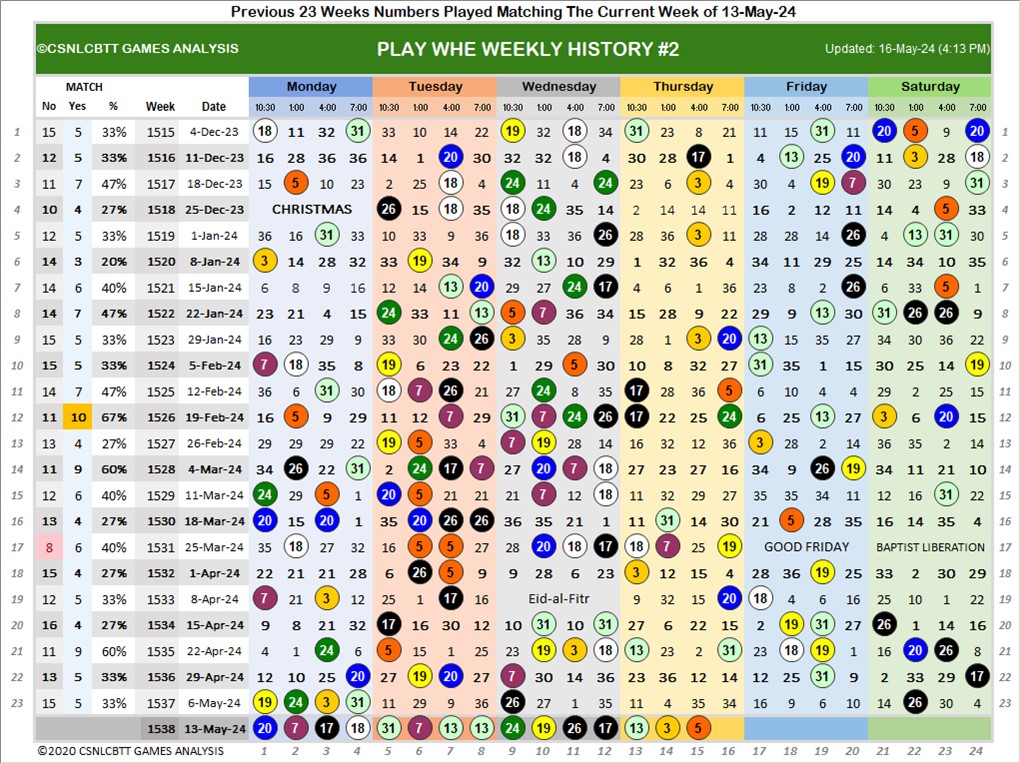 Previous 23 Weeks Numbers Played Matching The Current Week of 13-May-24
©CSNLCBTT GAMES ANALYSIS PLAY WHE WEEKLY HISTORY #2 Updated: 16-May-24 (4:13 PM)
MATCH Monday Tuesday Wednesday Thursday Friday Saturday
No Yes % Week Date 10:30 1:00 4:00 7:00 10:30 1:00 4:00 7:00 10:30 1:00 4:00 7:00 10:30 1:00 4:00 7:00 10:30 1:00 4:00 7:00 10:30 1:00 4:00 7:00
1 15 5 33% 1515 4-Dec-23 18 11 32 31 33 10 14 22 19 32 18 34 31 23 8 21 11 15 31 11 20 5 9 20 1
2 12 5 33% 1516 11-Dec-23 16 28 36 36 14 1 20 30 32 32 18 4 30 28 17 1 4 13 25 20 11 3 28 18 2
3 11 7 47% 1517 18-Dec-23 15 5 10 23 2 25 18 4 24 11 4 24 23 6 3 4 30 4 19 7 30 23 9 31 3
4 10 4 27% 1518 25-Dec-23 CHRISTMAS 26 15 18 35 18 24 35 14 2 14 14 11 16 2 12 11 14 4 5 33 4
5 12 5 33% 1519 1-Jan-24 36 16 31 33 10 33 9 36 18 33 36 26 28 36 3 11 28 28 14 26 4 13 31 30 5
6 14 3 20% 1520 8-Jan-24 3 14 28 32 33 19 34 9 32 13 10 29 1 32 36 4 34 11 29 25 14 34 10 35 6
7 14 6 40% 1521 15-Jan-24 6 8 9 16 12 14 13 20 29 11 24 17 4 6 1 36 23 8 2 26 6 33 5 1 7
8 14 7 47% 1522 22-Jan-24 23 21 4 15 24 33 11 13 5 7 36 34 15 28 9 22 29 9 13 30 31 26 26 9 8
9 15 5 33% 1523 29-Jan-24 16 23 29 9 33 30 24 26 3 35 28 9 28 1 3 20 13 15 35 27 34 30 36 22 9
10 15 5 33% 1524 5-Feb-24 7 18 35 8 19 6 23 22 1 29 5 30 10 8 32 27 31 35 1 15 30 25 14 19 10
11 14 7 47% 1525 12-Feb-24 10 3 31 30 18 7 26 11 27 24 8 11 17 11 36 5 6 10 4 4 29 2 25 15 11
12 11 10 67% 1526 19-Feb-24 16 5 9 29 11 12 7 29 31 7 24 26 17 22 25 24 6 25 13 27 3 6 20 15 12
13 13 4 27% 1527 26-Feb-24 29 29 29 22 19 5 33 4 7 19 28 14 16 32 12 36 3 28 2 14 36 35 2 14 13
14 11 9 60% 1528 4-Mar-24 34 26 22 31 2 24 17 7 27 20 7 18 27 23 27 16 34 9 26 19 34 11 21 10 14
15 12 6 40% 1529 11-Mar-24 24 29 3 1 20 5 21 21 21 7 12 18 11 32 29 27 35 35 34 11 12 16 31 22 15
16 13 4 27% 1530 18-Mar-24 20 15 20 1 35 20 26 26 36 35 21 1 11 31 14 30 21 5 28 35 16 14 35 4 16
17 8 6 40% 1531 25-Mar-24 35 18 27 32 16 5 5 27 28 20 18 17 18 7 25 19 GOOD FRIDAY BAPTIST LIBERATION 17
18 15 4 27% 1532 1-Apr-24 22 21 21 28 6 26 5 9 9 28 6 23 3 12 15 4 28 36 19 25 33 2 30 29 18
19 12 5 33% 1533 8-Apr-24 7 21 3 12 25 1 17 16 Eid-al-Fitr 9 32 15 20 18 4 6 16 25 10 1 22 19
20 16 4 27% 1534 15-Apr-24 9 8 21 32 17 16 30 12 10 31 10 31 27 6 22 15 2 19 31 27 26 1 14 16 20
21 11 9 60% 1535 22-Apr-24 4 1 24 6 5 15 1 25 23 19 3 18 13 23 2 31 23 18 19 1 16 20 26 8 21
22 13 5 33% 1536 29-Apr-24 12 10 25 20 27 19 20 27 7 30 14 36 23 36 12 14 12 25 31 9 2 33 29 17 22
23 15 5 33% 1537 6-May-24 19 24 3 31 11 29 9 36 26 27 1 35 11 4 35 34 16 9 6 10 14 26 30 4 23
1538 13-May-24 20 7 17 18 31 7 13 13 24 19 26 17 13 3 5
©2020 CSNLCBTT GAMES ANALYSIS 1 2 3 4 5 6 7 8 9 10 11 12 13 14 15 16 17 18 19 20 21 22 23 24